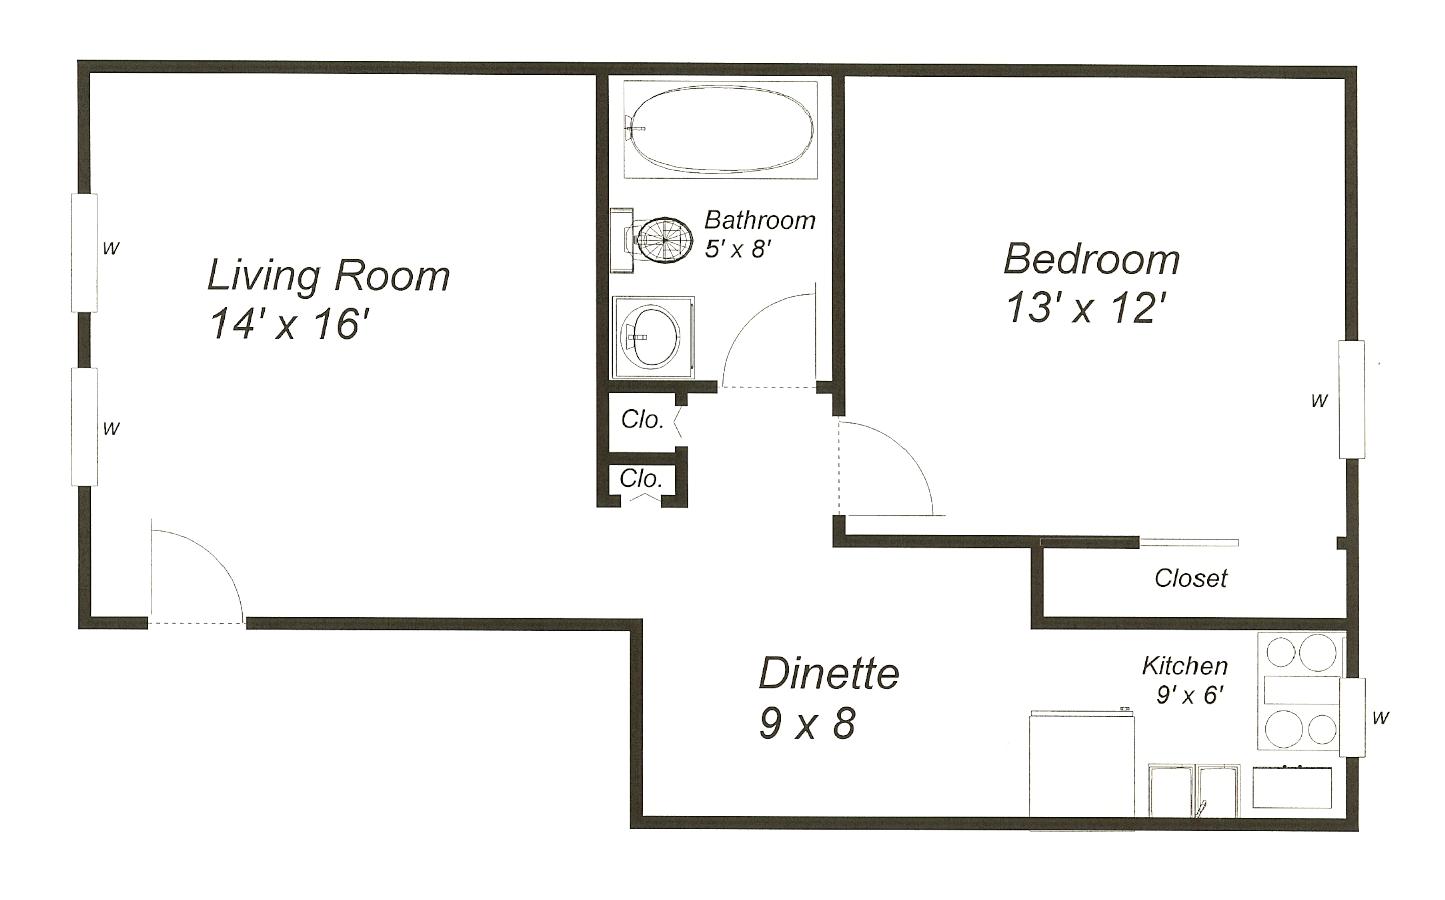 Living Room
14' x 16'
Bathroom
5' x 8'
Bedroom
13' x 12'
W
W
W
Clo.
Clo.
Closet
Dinette
9 x 8
Kitchen
9' x 6'
W